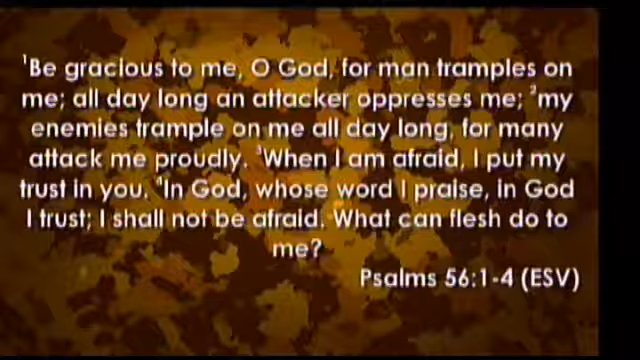 ¹Be gracious to me, O God, for man tramples on
me; all day long an attacker oppresses me; ²my
enemies trample on me all day long, for many
attack me proudly. ³When I am afraid, I put my
trust in you. ⁴In God, whose word I praise, in God
I trust; I shall not be afraid. What can flesh do to
me?
Psalms 56:1-4 (ESV)